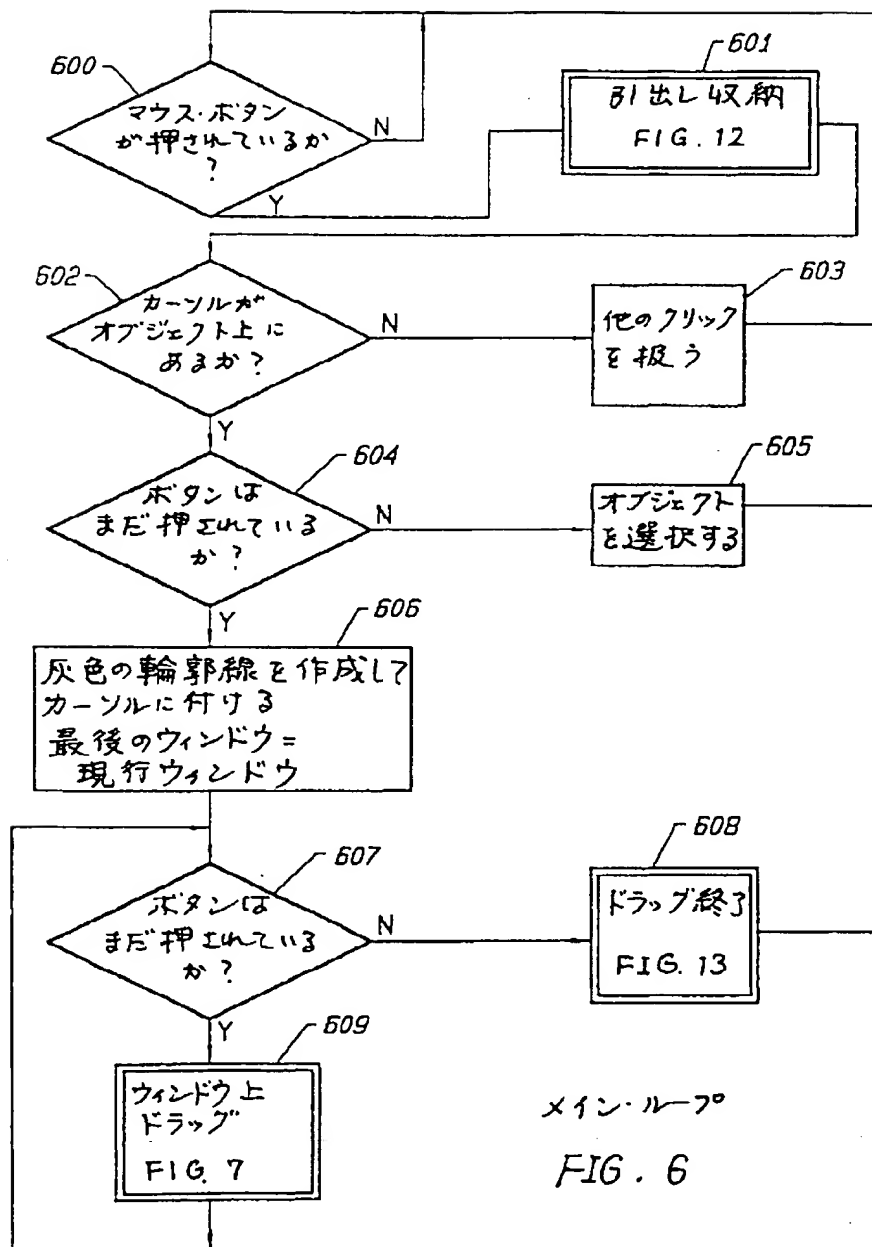 600
マウス・ボタン
が押されているか
?
N
Y
601
引出し収納
FIG. 12
602
カーソルが
オブジェクト上に
あるか?
N
Y
603
他のクリック
を扱う
604
ボタンは
まだ押されている
か?
N
Y
605
オブジェクト
を選択する
606
灰色の輪郭線を作成して
カーソルに付ける
最後のウィンドウ=
現行ウィンドウ
607
ボタンは
まだ押されている
か?
N
Y
608
ドラッグ終了
FIG. 13
609
ウィンドウ上
ドラッグ
FIG. 7
メイン・ループ
FIG. 6